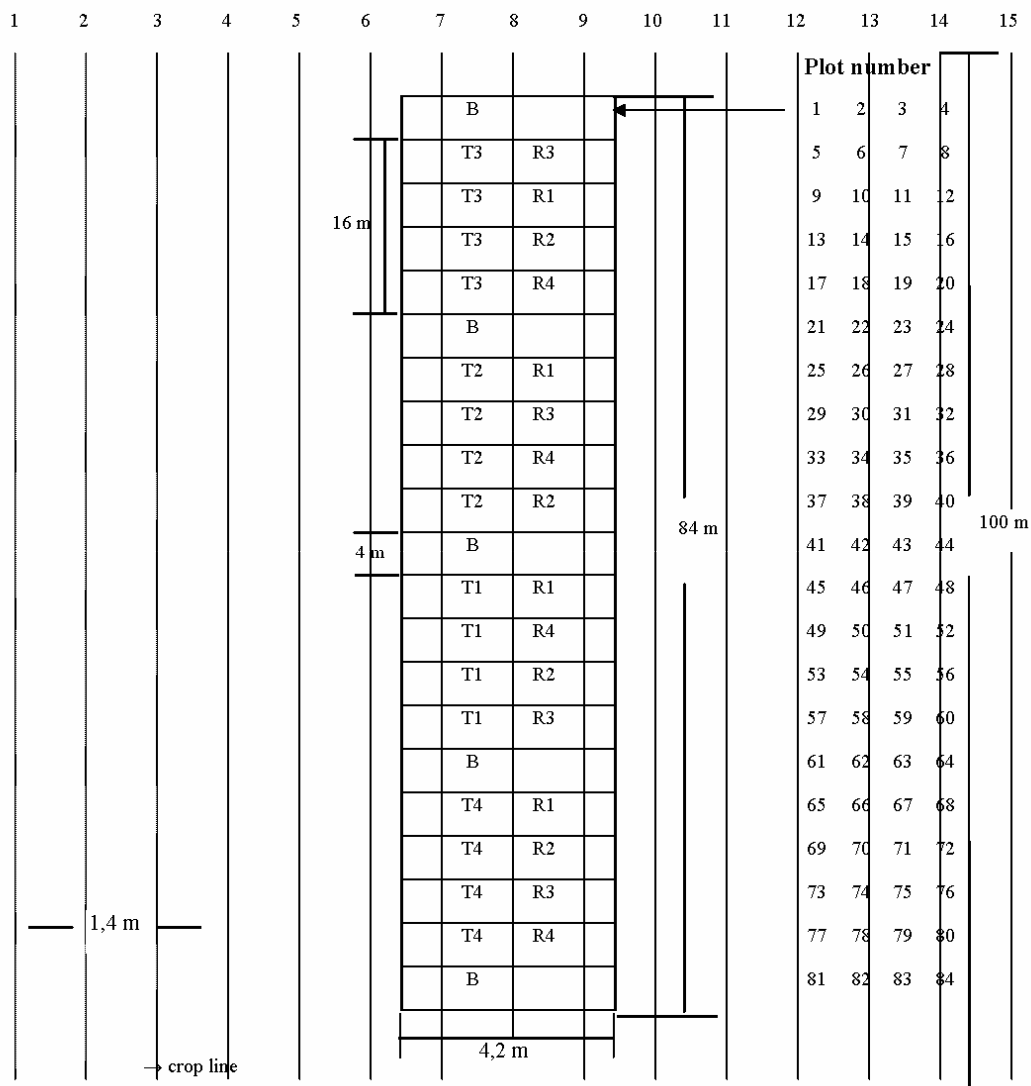 1 2 3 4 5 6 7 8 9 10 11 12 13 14 15
Plot number
B 1 2 3 4
T3 R3 5 6 7 8
T3 R1 9 10 11 12
16 m
T3 R2 13 14 15 16
T3 R4 17 18 19 20
B 21 22 23 24
T2 R1 25 26 27 28
T2 R3 29 30 31 32
T2 R4 33 34 35 36
T2 R2 37 38 39 40
84 m 100 m
4 m B 41 42 43 44
T1 R1 45 46 47 48
T1 R4 49 50 51 52
T1 R2 53 54 55 56
T1 R3 57 58 59 60
B 61 62 63 64
T4 R1 65 66 67 68
T4 R2 69 70 71 72
T4 R3 73 74 75 76
1,4 m
T4 R4 77 78 79 80
B 81 82 83 84
4,2 m
→ crop line